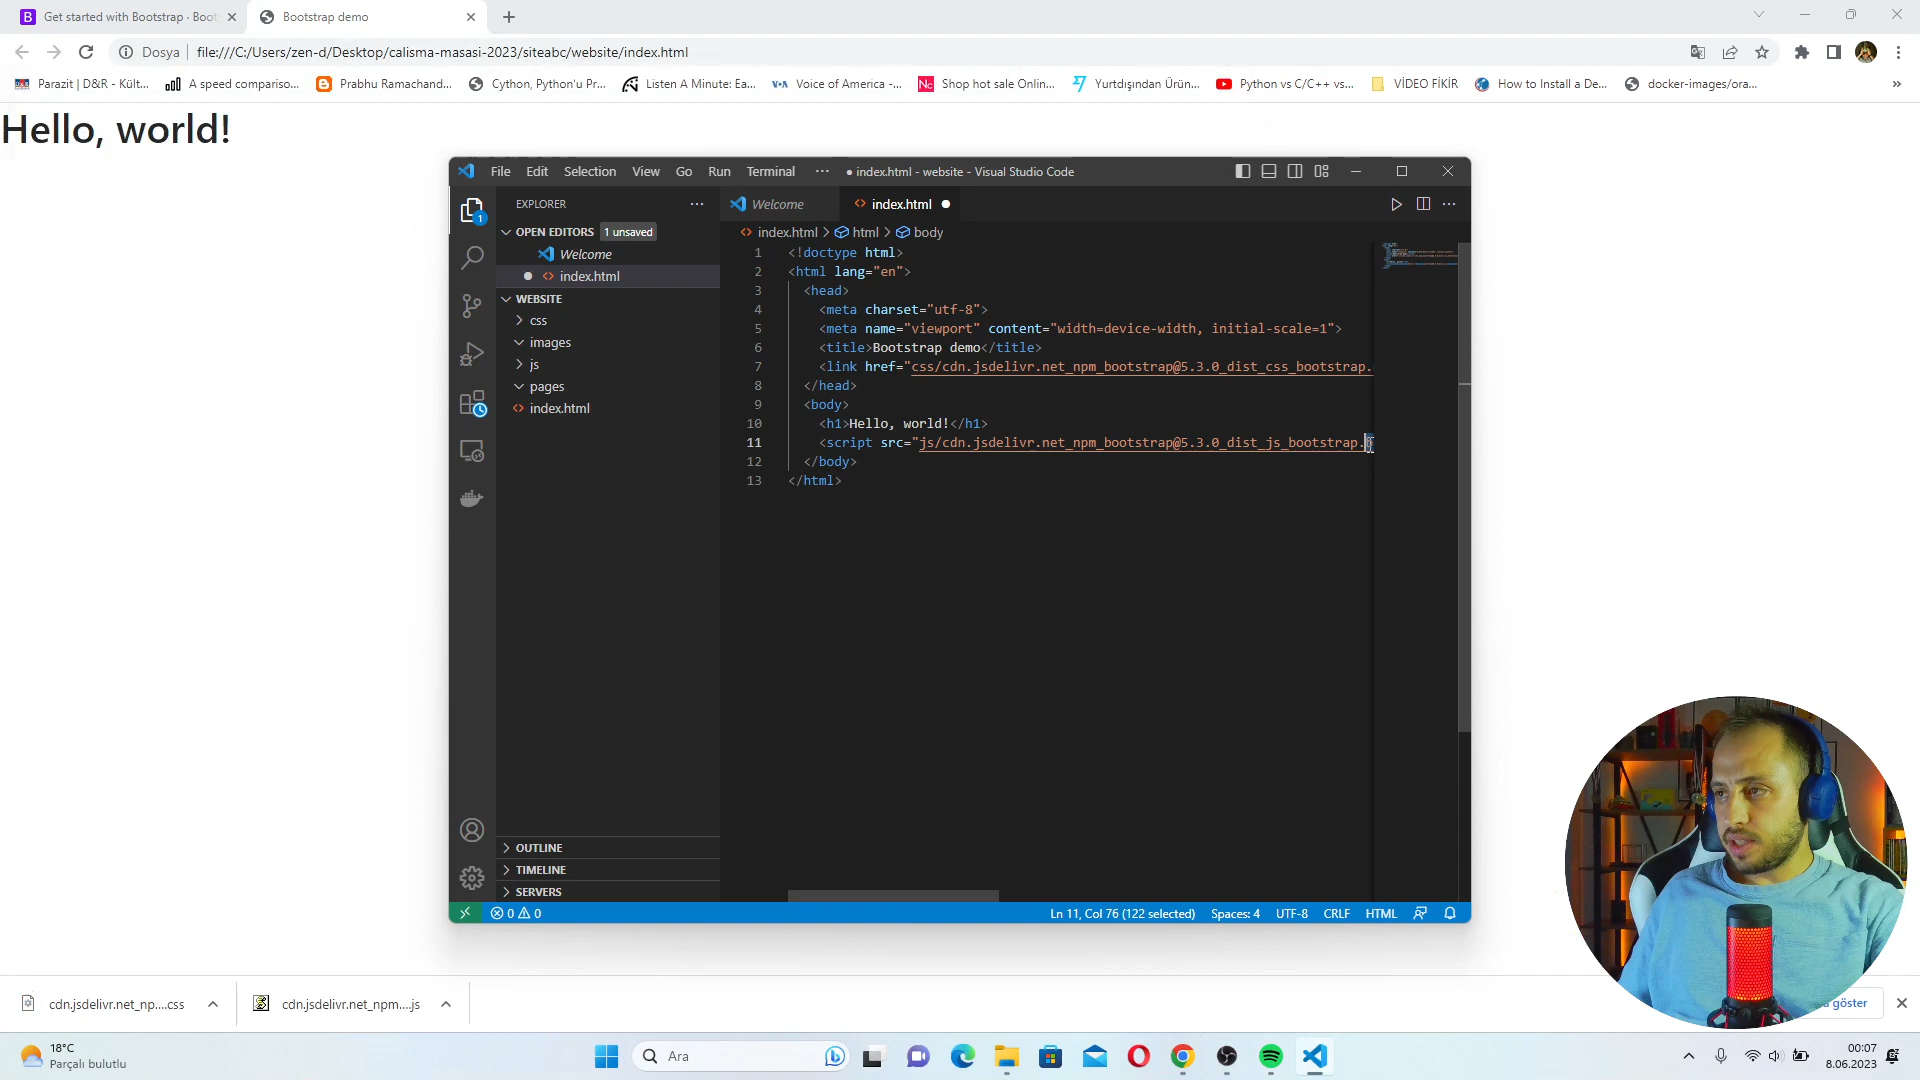 Get started with Bootstrap · Boot
Bootstrap demo
Dosya
file:///C:/Users/zen-d/Desktop/calisma-masasi-2023/siteabc/website/index.html
Parazit | D&R - Kült...
A speed compariso...
Prabhu Ramachand...
Cython, Python'u Pr...
Listen A Minute: Ea...
Voice of America -...
Shop hot sale Onlin...
Yurtdışından Ürün...
Python vs C/C++ vs...
VİDEO FİKİR
How to Install a De...
docker-images/ora...
Hello, world!
File Edit Selection View Go Run Terminal ···
● index.html - website - Visual Studio Code
EXPLORER
Welcome
index.html
OPEN EDITORS 1 unsaved
Welcome
index.html
WEBSITE
css
images
js
pages
index.html
OUTLINE
TIMELINE
SERVERS
index.html > html > body
1 <!doctype html>
2 <html lang="en">
3 <head>
4 <meta charset="utf-8">
5 <meta name="viewport" content="width=device-width, initial-scale=1">
6 <title>Bootstrap demo</title>
7 <link href="css/cdn.jsdelivr.net_npm_bootstrap@5.3.0_dist_css_bootstrap.
8 </head>
9 <body>
10 <h1>Hello, world!</h1>
11 <script src="js/cdn.jsdelivr.net_npm_bootstrap@5.3.0_dist_js_bootstrap.
12 </body>
13 </html>
0 0
Ln 11, Col 76 (122 selected)
Spaces: 4
UTF-8
CRLF
HTML
cdn.jsdelivr.net_np....css
cdn.jsdelivr.net_npm....js
göster
18°C
Parçalı bulutlu
Ara
00:07
8.06.2023